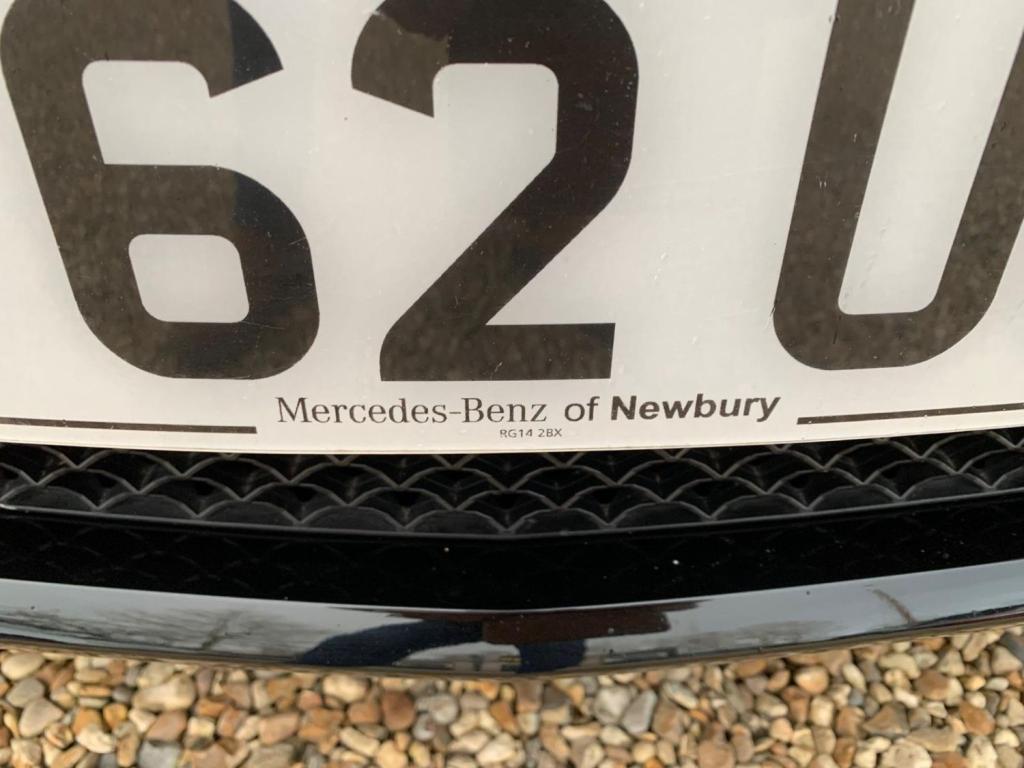 62 U
Mercedes-Benz of Newbury
RG14 2BX